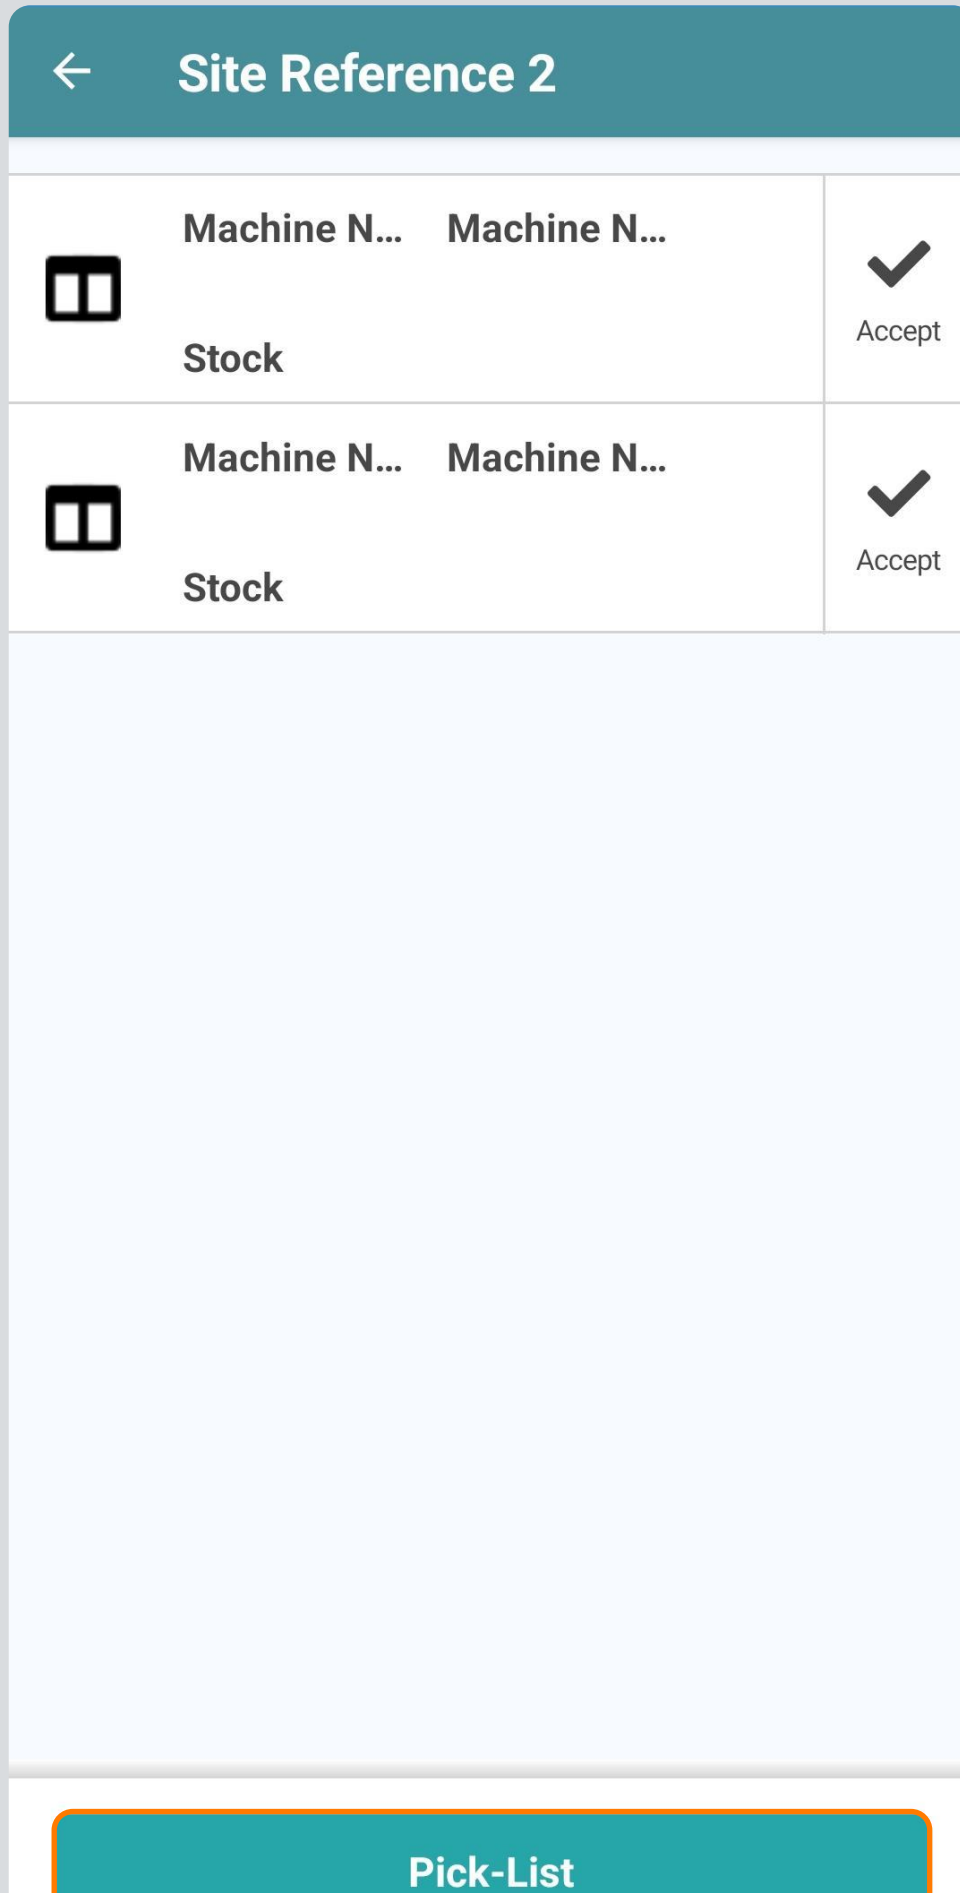 Site Reference 2
Machine N... Machine N...
Accept
Stock
Machine N... Machine N...
Accept
Stock
Pick-List